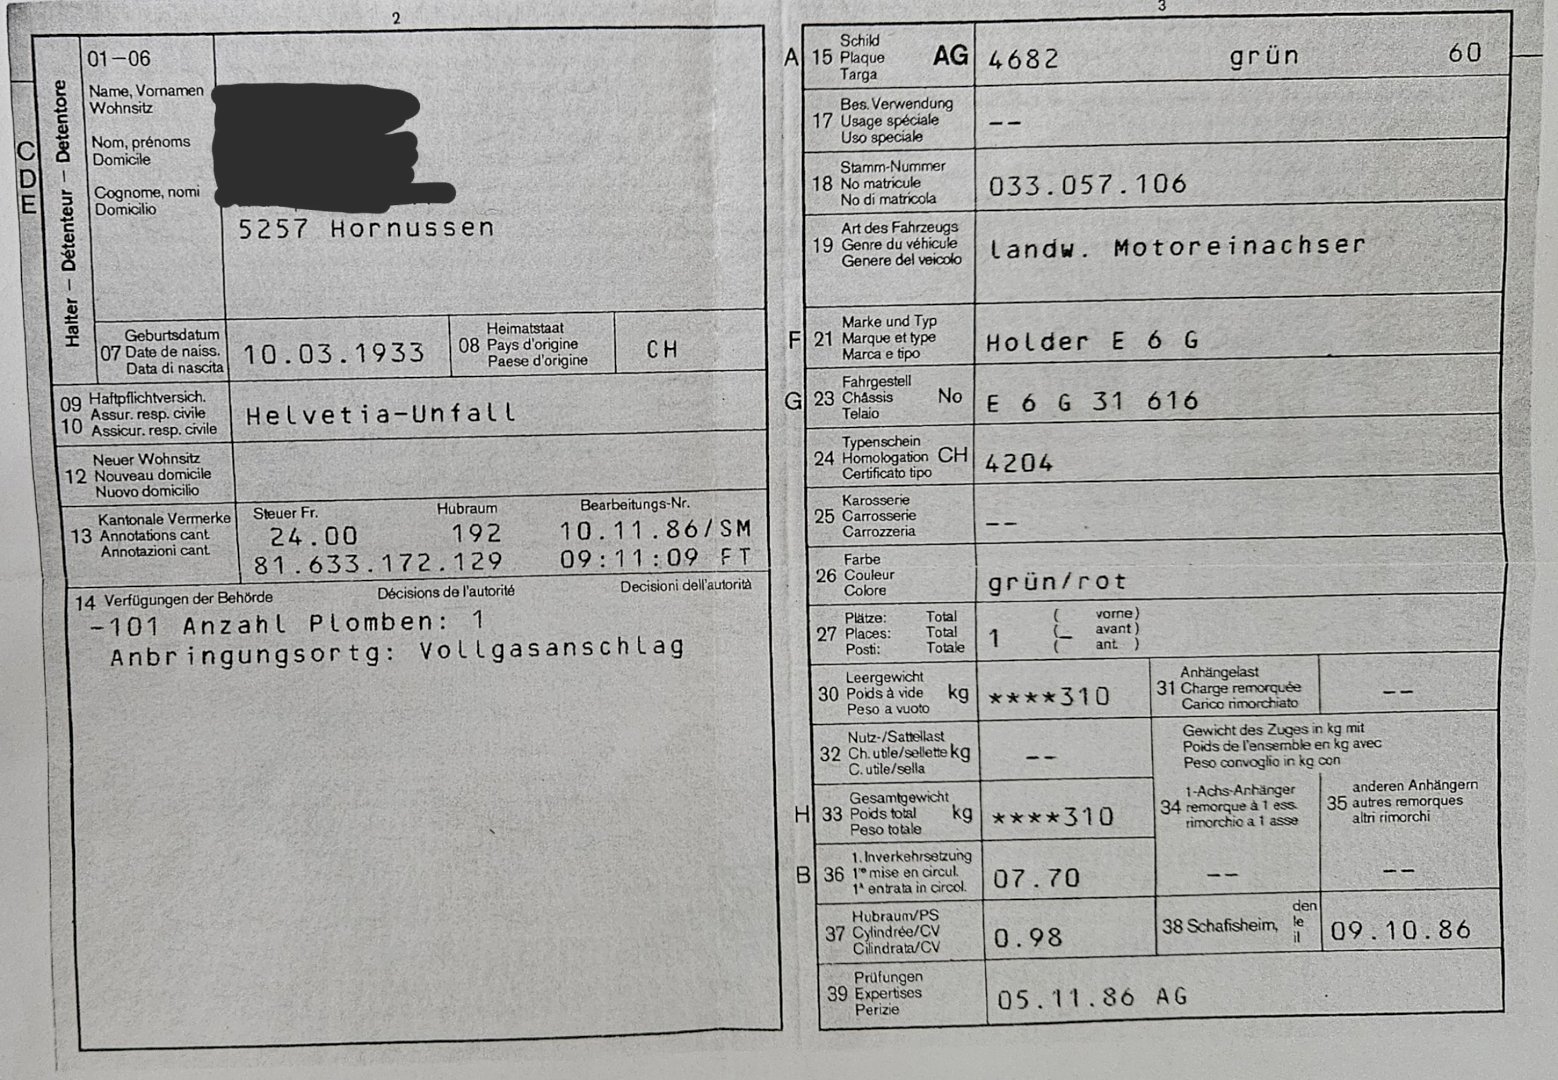 2
C
D
E
Halter – Détenteur – Detentore
01–06
Name, Vornamen
Wohnsitz
Nom, prénoms
Domicile
Cognome, nomi
Domicilio
5257 Hornussen
07 Geburtsdatum
Date de naiss.
Data di nascita
10.03.1933
08 Heimatstaat
Pays d'origine
Paese d'origine
CH
09 Haftpflichtversich.
Assur. resp. civile
10 Assicur. resp. civile
Helvetia-Unfall
12 Neuer Wohnsitz
Nouveau domicile
Nuovo domicilio
13 Kantonale Vermerke
Annotations cant.
Annotazioni cant.
Steuer Fr. Hubraum Bearbeitungs-Nr.
24.00 192 10.11.86/SM
81.633.172.129 09:11:09 FT
14 Verfügungen der Behörde Décisions de l'autorité Decisioni dell'autorità
-101 Anzahl Plomben: 1
Anbringungsortg: Vollgasanschlag
3
A 15 Schild
Plaque
Targa
AG 4682 grün 60
17 Bes. Verwendung
Usage spéciale
Uso speciale
--
18 Stamm-Nummer
No matricule
No di matricola
033.057.106
19 Art des Fahrzeugs
Genre du véhicule
Genere del veicolo
landw. Motoreinachser
F 21 Marke und Typ
Marque et type
Marca e tipo
Holder E 6 G
G 23 Fahrgestell
Châssis No
Telaio
E 6 G 31 616
24 Typenschein
Homologation CH
Certificato tipo
4204
25 Karosserie
Carrosserie
Carrozzeria
--
26 Farbe
Couleur
Colore
grün/rot
27 Plätze: Total ( vorne)
Places: Total 1 (_ avant)
Posti: Totale ( ant. )
30 Leergewicht
Poids à vide kg
Peso a vuoto
****310
31 Anhängelast
Charge remorquée
Carico rimorchiato
--
32 Nutz-/Sattellast
Ch. utile/sellette kg
C. utile/sella
--
Gewicht des Zuges in kg mit
Poids de l'ensemble en kg avec
Peso convoglio in kg con
H 33 Gesamtgewicht
Poids total kg
Peso totale
****310
34 1-Achs-Anhänger
remorque à 1 ess.
rimorchio a 1 asse
--
35 anderen Anhängern
autres remorques
altri rimorchi
--
B 36 1. Inverkehrsetzung
1re mise en circul.
1a entrata in circol.
07.70
37 Hubraum/PS
Cylindrée/CV
Cilindrata/CV
0.98
38 Schafisheim, den
le
il
09.10.86
39 Prüfungen
Expertises
Perizie
05.11.86 AG